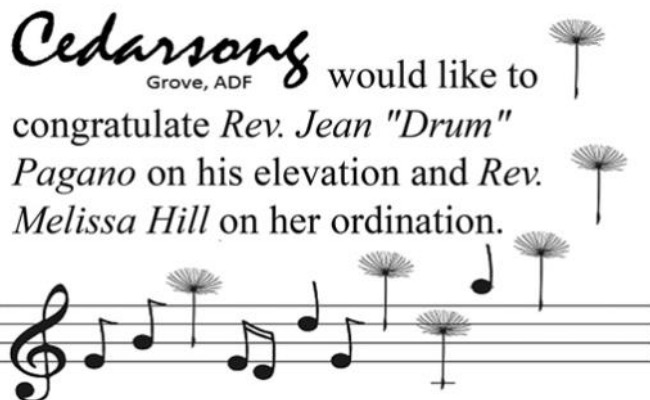 Cedarsong
Grove, ADF would like to
congratulate Rev. Jean "Drum"
Pagano on his elevation and Rev.
Melissa Hill on her ordination.